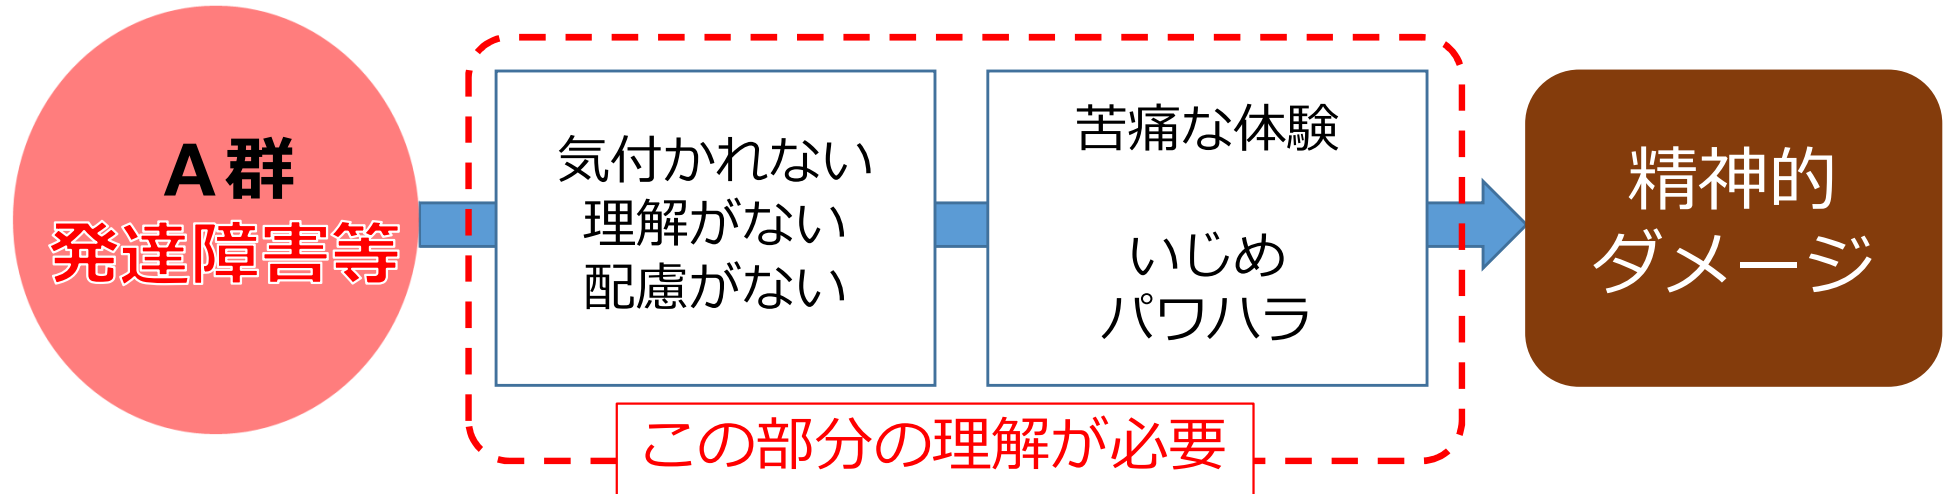 A群
発達障害等
気付かれない
理解がない
配慮がない
苦痛な体験
いじめ
パワハラ
精神的
ダメージ
この部分の理解が必要